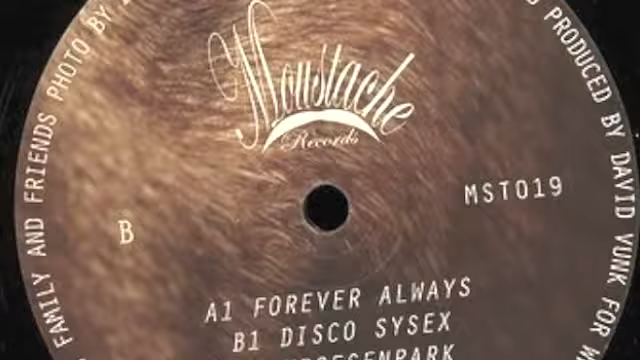 Moustache
Records
MST019
B
A1 FOREVER ALWAYS
B1 DISCO SYSEX
FAMILY AND FRIENDS PHOTO BY
PRODUCED BY DAVID VUNK FOR